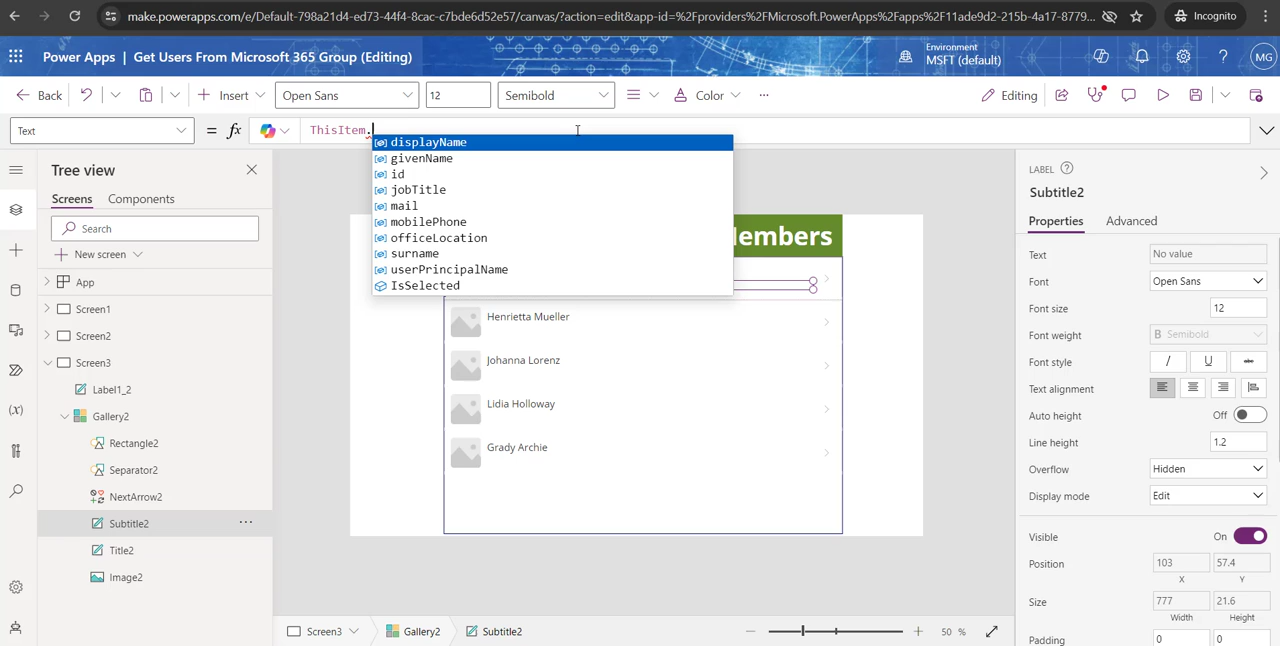 make.powerapps.com/e/Default-798a21d4-ed73-44f4-8cac-c7bde6d52e57/canvas/?action=edit&app-id=%2Fproviders%2FMicrosoft.PowerApps%2Fapps%2F11ade9d2-215b-4a17-8779...
Incognito
Power Apps | Get Users From Microsoft 365 Group (Editing)
Environment
MSFT (default)
MG
Back
Insert
Open Sans
12
Semibold
Color
...
Editing
Text
= fx
ThisItem.
displayName
givenName
id
jobTitle
mail
mobilePhone
officeLocation
surname
userPrincipalName
IsSelected
Tree view
Screens
Components
Search
New screen
App
Screen1
Screen2
Screen3
Label1_2
Gallery2
Rectangle2
Separator2
NextArrow2
Subtitle2
...
Title2
Image2
embers
Henrietta Mueller
Johanna Lorenz
Lidia Holloway
Grady Archie
Screen3
Gallery2
Subtitle2
50 %
LABEL
Subtitle2
Properties
Advanced
Text
No value
Font
Open Sans
Font size
12
Font weight
B Semibold
Font style
/ U abc
Text alignment
Auto height
Off
Line height
1.2
Overflow
Hidden
Display mode
Edit
Visible
On
Position
103
57.4
X
Y
Size
777
21.6
Width
Height
Padding
0
0